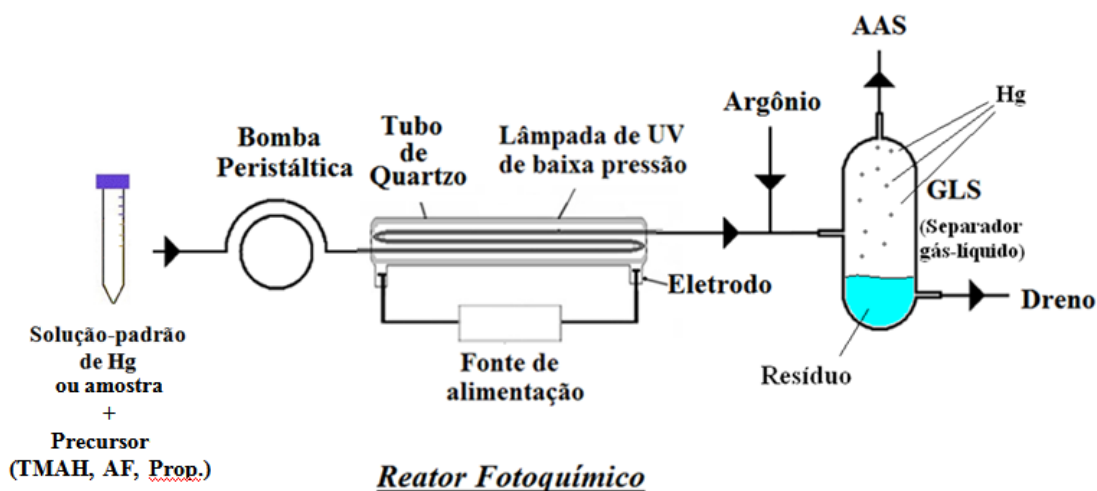 AAS
Hg
Argônio
Bomba
Peristáltica
Tubo
de
Quartzo
Lâmpada de UV
de baixa pressão
GLS
(Separador
gás-líquido)
Eletrodo
Dreno
Solução-padrão
de Hg
ou amostra
+
Precursor
(TMAH, AF, Prop.)
Fonte de
alimentação
Resíduo
Reator Fotoquímico